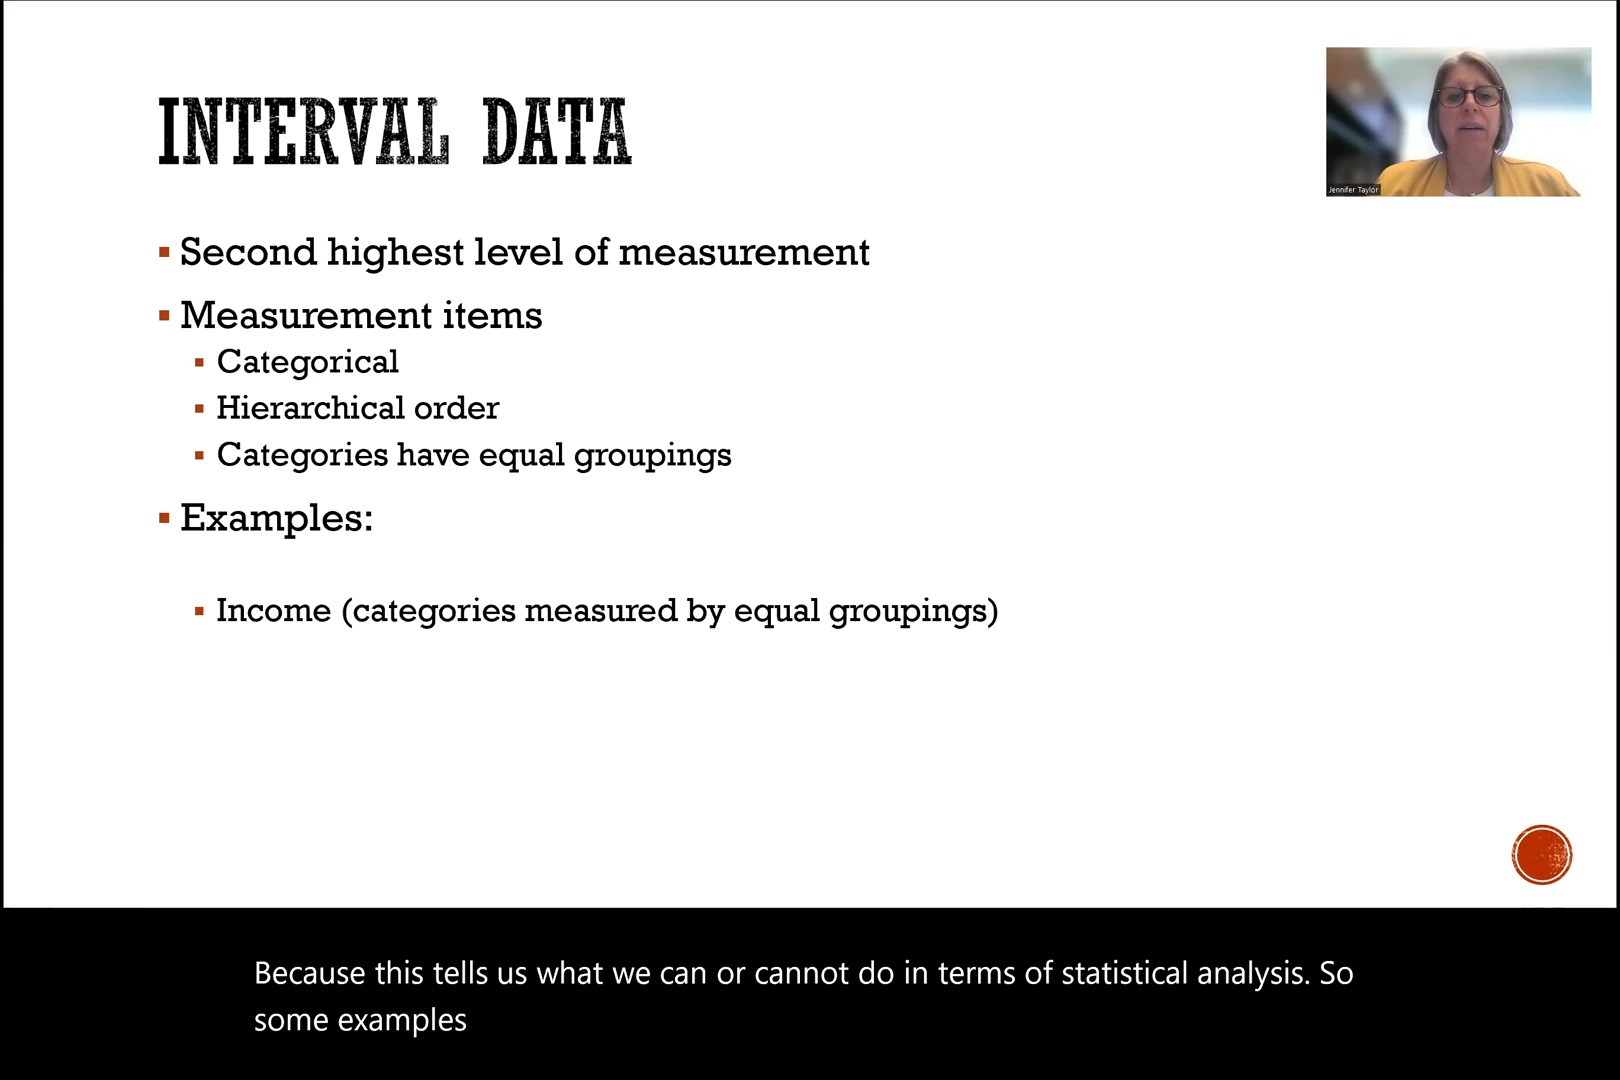 INTERVAL DATA
Jennifer Taylor
Second highest level of measurement
Measurement items
Categorical
Hierarchical order
Categories have equal groupings
Examples:
Income (categories measured by equal groupings)
Because this tells us what we can or cannot do in terms of statistical analysis. So
some examples